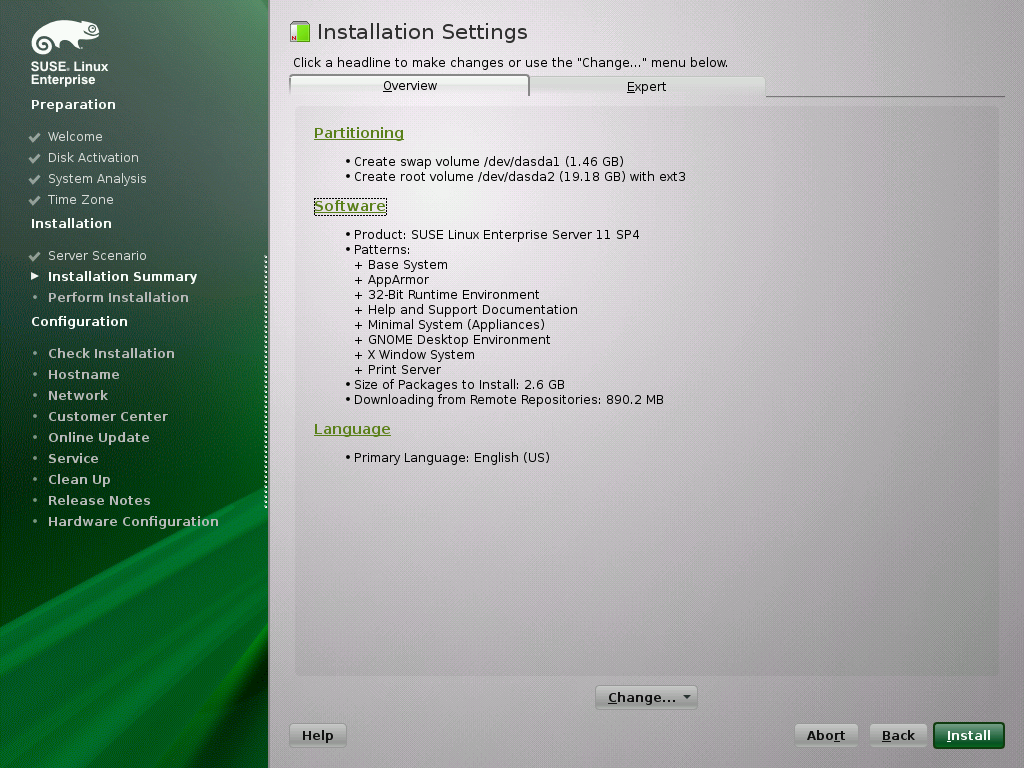 SUSE. Linux
Enterprise
Preparation
Welcome
Disk Activation
System Analysis
Time Zone
Installation
Server Scenario
Installation Summary
Perform Installation
Configuration
Check Installation
Hostname
Network
Customer Center
Online Update
Service
Clean Up
Release Notes
Hardware Configuration
Installation Settings
Click a headline to make changes or use the "Change..." menu below.
Overview
Expert
Partitioning
• Create swap volume /dev/dasda1 (1.46 GB)
• Create root volume /dev/dasda2 (19.18 GB) with ext3
Software
• Product: SUSE Linux Enterprise Server 11 SP4
• Patterns:
+ Base System
+ AppArmor
+ 32-Bit Runtime Environment
+ Help and Support Documentation
+ Minimal System (Appliances)
+ GNOME Desktop Environment
+ X Window System
+ Print Server
• Size of Packages to Install: 2.6 GB
• Downloading from Remote Repositories: 890.2 MB
Language
• Primary Language: English (US)
Change...
Help
Abort
Back
Install